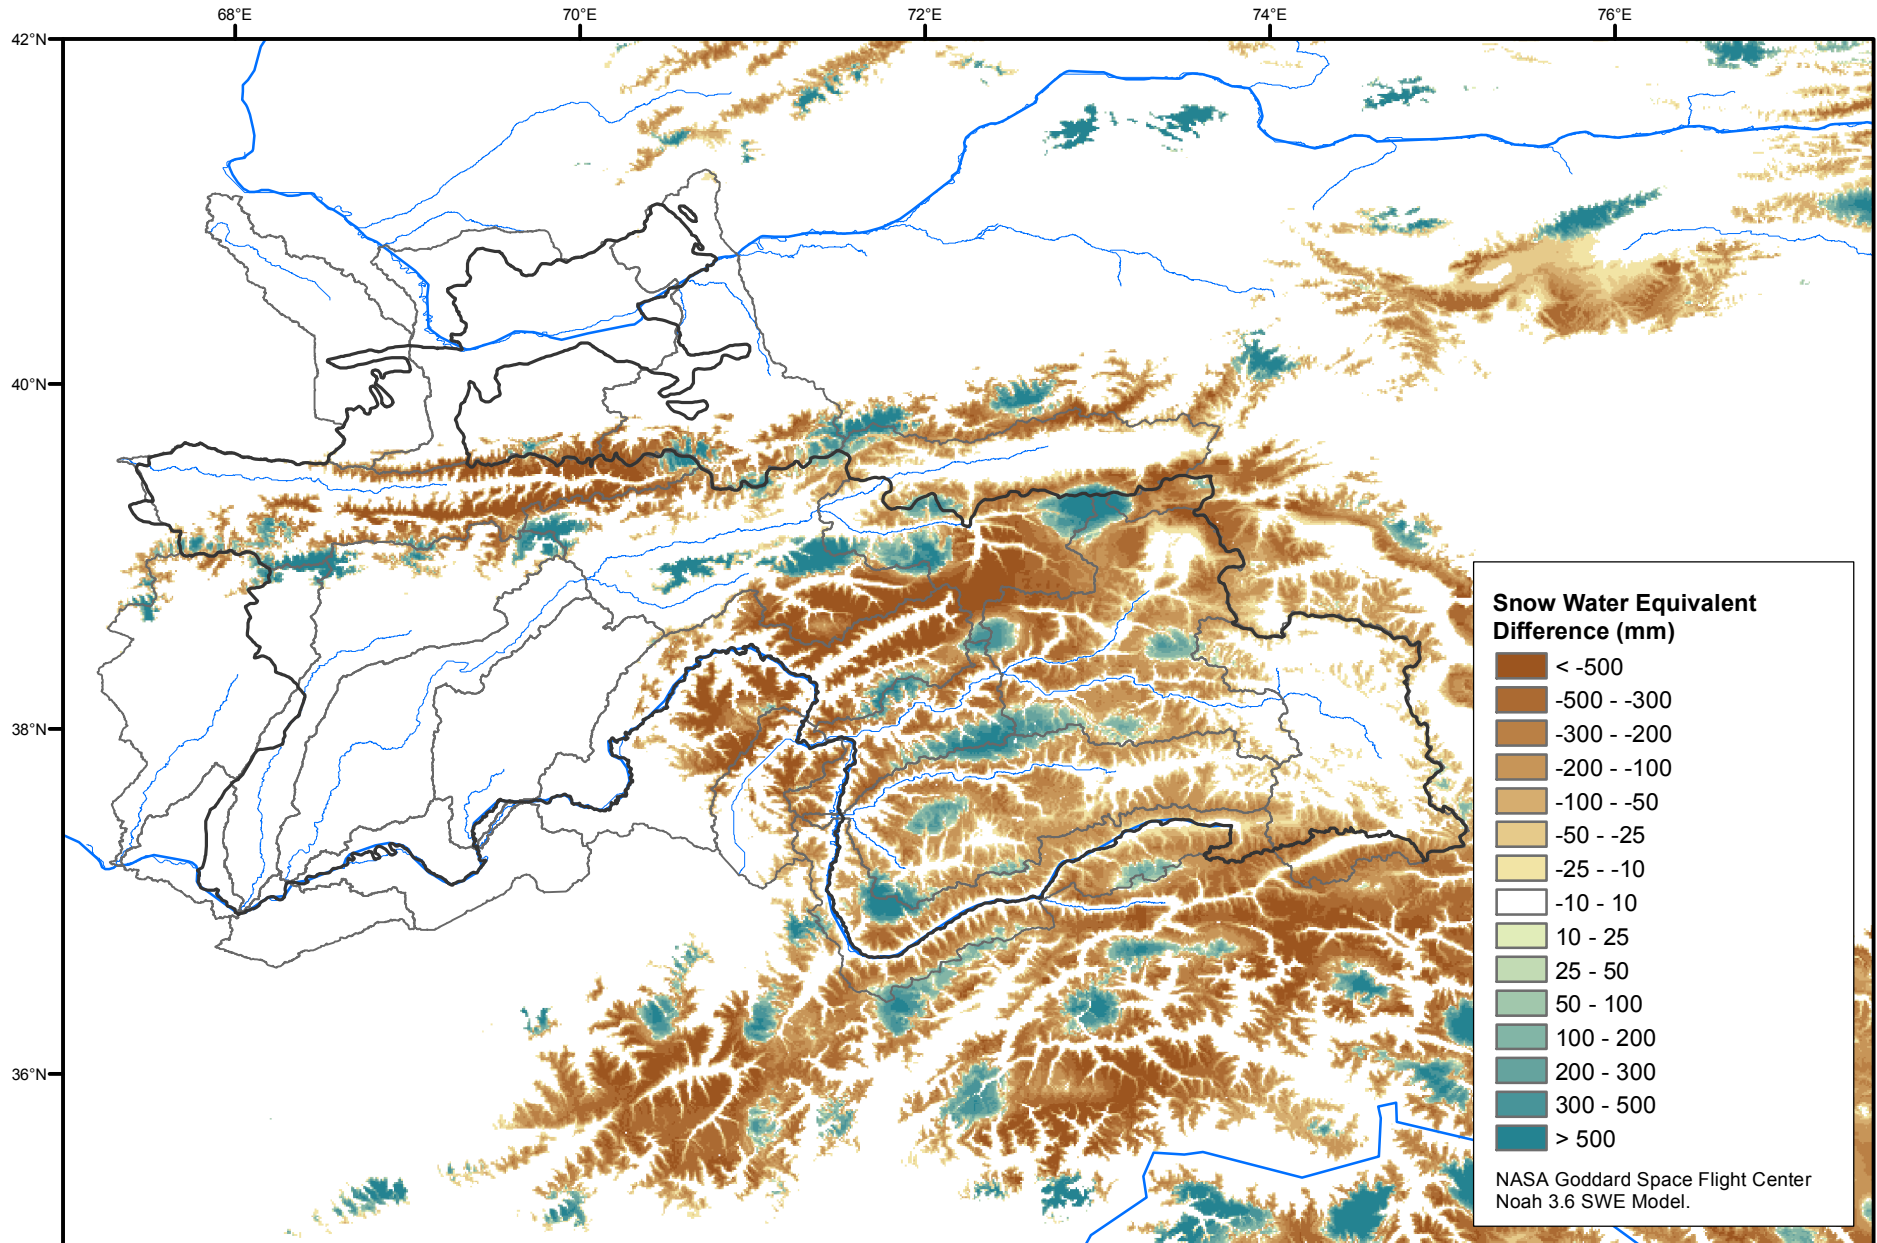 68°E
70°E
72°E
74°E
76°E
42°N
40°N
38°N
36°N
Snow Water Equivalent
Difference (mm)
< -500
-500 - -300
-300 - -200
-200 - -100
-100 - -50
-50 - -25
-25 - -10
-10 - 10
10 - 25
25 - 50
50 - 100
100 - 200
200 - 300
300 - 500
> 500
NASA Goddard Space Flight Center
Noah 3.6 SWE Model.